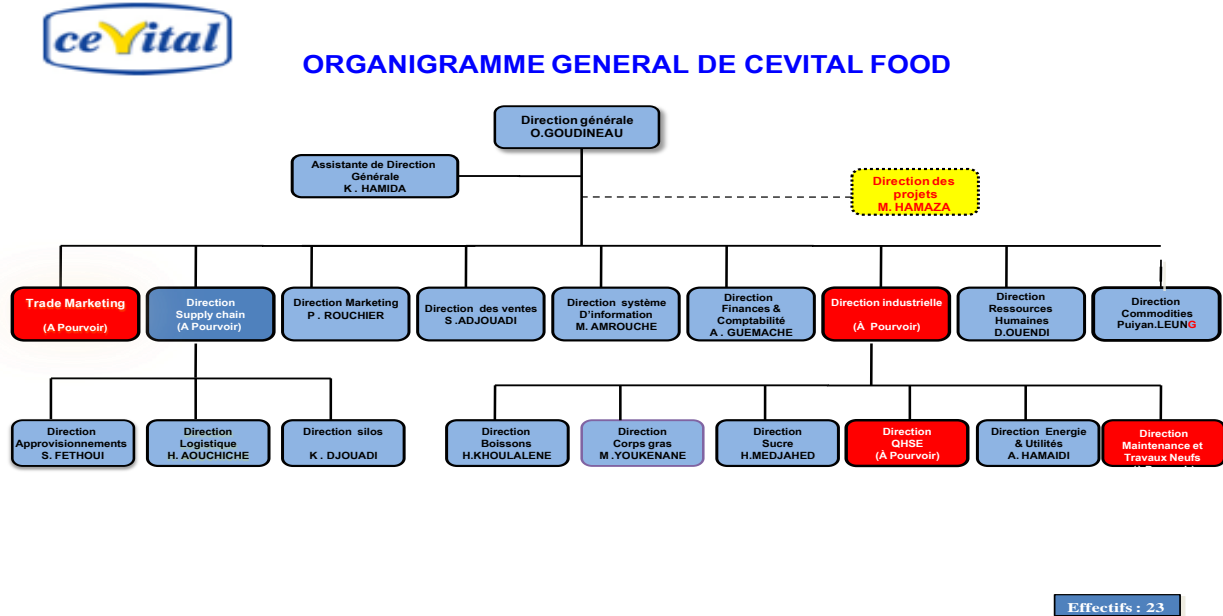 ceVital
ORGANIGRAMME GENERAL DE CEVITAL FOOD
Direction générale
O.GOUDINEAU
Assistante de Direction
Générale
K . HAMIDA
Direction des
projets
M. HAMAZA
Trade Marketing
(A Pourvoir)
Direction
Supply chain
(A Pourvoir)
Direction Marketing
P . ROUCHIER
Direction des ventes
S .ADJOUADI
Direction système
D'information
M. AMROUCHE
Direction
Finances &
Comptabilité
A . GUEMACHE
Direction industrielle
(À Pourvoir)
Direction
Ressources
Humaines
D.OUENDI
Direction
Commodities
Puiyan.LEUNG
Direction
Approvisionnements
S. FETHOUI
Direction
Logistique
H. AOUCHICHE
Direction silos
K . DJOUADI
Direction
Boissons
H.KHOULALENE
Direction
Corps gras
M .YOUKENANE
Direction
Sucre
H.MEDJAHED
Direction
QHSE
(À Pourvoir)
Direction Energie
& Utilités
A. HAMAIDI
Direction
Maintenance et
Travaux Neufs
Effectifs : 23